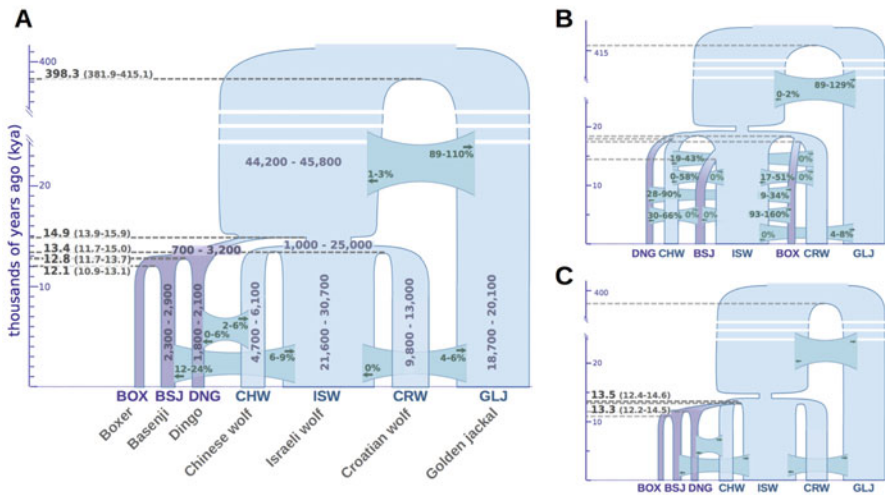 A
thousands of years ago (kya)
400
398.3 (381.9-415.1)
44,200 - 45,800
89-110%
1-3%
20
14.9 (13.9-15.9)
13.4 (11.7-15.0)
12.8 (11.7-13.7)
12.1 (10.9-13.1)
700 - 3,200
1,000 - 25,000
10
2,300 - 2,900
1,800 - 2,100
2-6%
0-6%
12-24%
4,700 - 6,100
6-9%
21,600 - 30,700
0%
9,800 - 13,000
4-6%
18,700 - 20,100
BOX BSJ DNG CHW ISW CRW GLJ
Boxer
Basenji
Dingo
Chinese wolf
Israeli wolf
Croatian wolf
Golden jackal
B
415
89-129%
0-2%
20
19-43%
0%
0-58%
0%
17-51%
0%
10
28-90%
9-34%
30-66%
0%
0%
93-160%
0%
4-8%
DNG CHW BSJ ISW BOX CRW GLJ
C
400
20
13.5 (12.4-14.6)
13.3 (12.2-14.5)
10
BOX BSJ DNG CHW ISW CRW GLJ